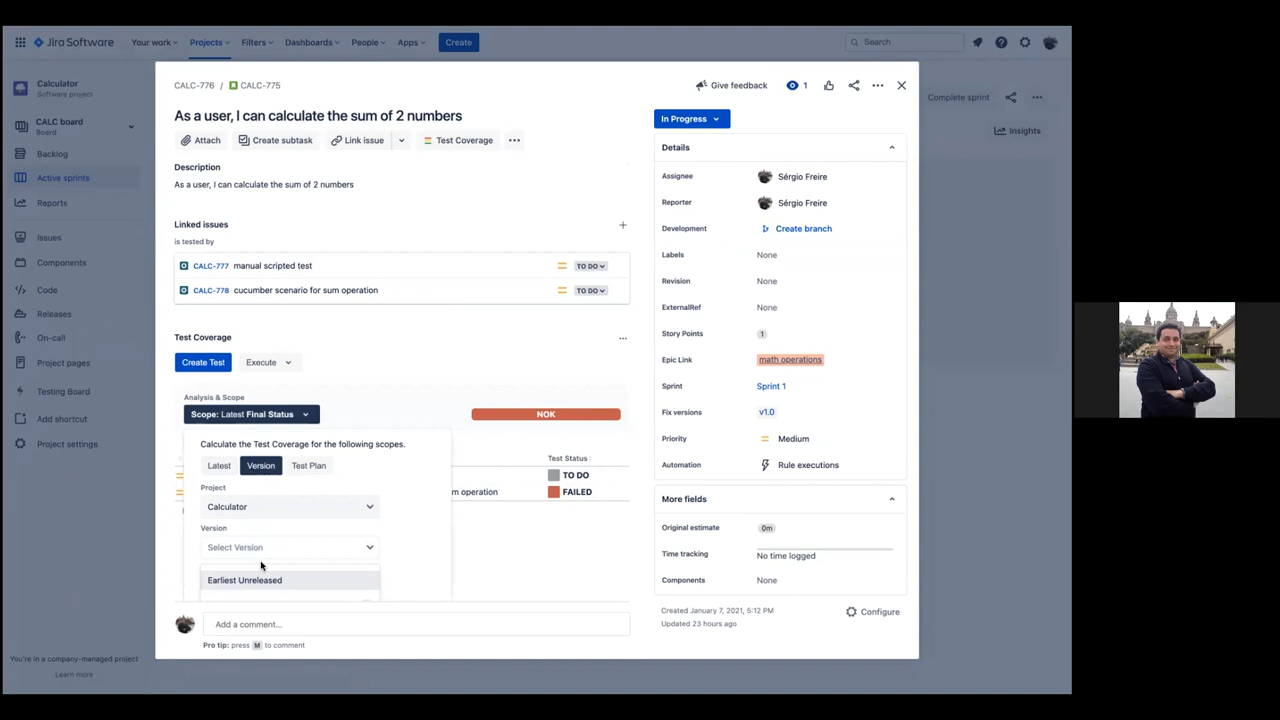 Jira Software
Your work
Projects
Filters
Dashboards
People
Apps
Create
Search
Calculator
Software project
CALC board
Board
Backlog
Active sprints
Reports
Issues
Components
Code
Releases
On-call
Project pages
Testing Board
Add shortcut
Project settings
You're in a company-managed project
Learn more
Complete sprint
Insights
CALC-776 / CALC-775
Give feedback
1
As a user, I can calculate the sum of 2 numbers
Attach
Create subtask
Link issue
Test Coverage
Description
As a user, I can calculate the sum of 2 numbers
Linked issues
is tested by
CALC-777 manual scripted test TO DO
CALC-778 cucumber scenario for sum operation TO DO
Test Coverage
Create Test
Execute
Analysis & Scope
Scope: Latest Final Status
NOK
Calculate the Test Coverage for the following scopes.
Latest
Version
Test Plan
Project
Calculator
Version
Select Version
Earliest Unreleased
Test Status
TO DO
m operation
FAILED
Add a comment...
Pro tip: press M to comment
In Progress
Details
Assignee Sérgio Freire
Reporter Sérgio Freire
Development Create branch
Labels None
Revision None
ExternalRef None
Story Points 1
Epic Link math operations
Sprint Sprint 1
Fix versions v1.0
Priority Medium
Automation Rule executions
More fields
Original estimate 0m
Time tracking No time logged
Components None
Created January 7, 2021, 5:12 PM
Updated 23 hours ago
Configure